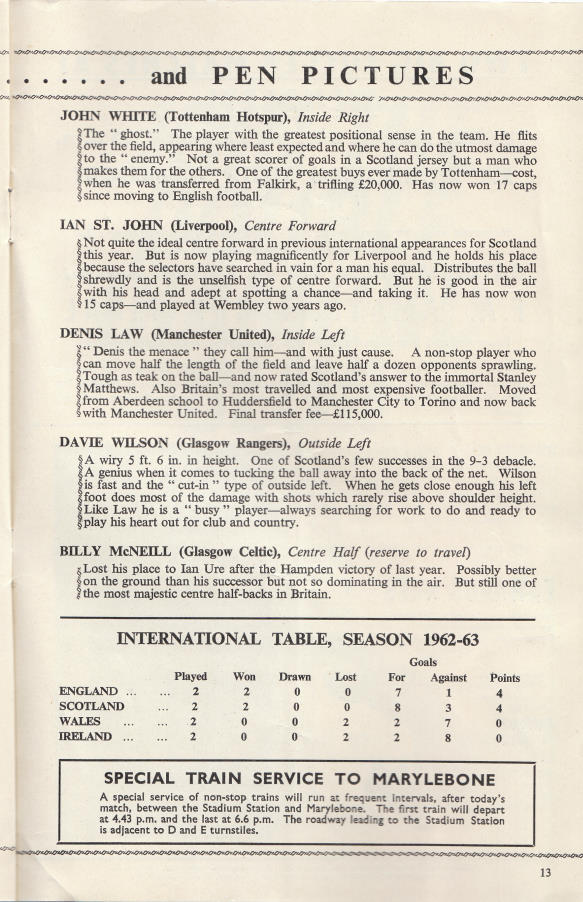 . . . . . . . and PEN PICTURES
JOHN WHITE (Tottenham Hotspur), Inside Right
The “ ghost.” The player with the greatest positional sense in the team. He flits
over the field, appearing where least expected and where he can do the utmost damage
to the “ enemy.” Not a great scorer of goals in a Scotland jersey but a man who
makes them for the others. One of the greatest buys ever made by Tottenham—cost,
when he was transferred from Falkirk, a trifling £20,000. Has now won 17 caps
since moving to English football.
IAN ST. JOHN (Liverpool), Centre Forward
Not quite the ideal centre forward in previous international appearances for Scotland
this year. But is now playing magnificently for Liverpool and he holds his place
because the selectors have searched in vain for a man his equal. Distributes the ball
shrewdly and is the unselfish type of centre forward. But he is good in the air
with his head and adept at spotting a chance—and taking it. He has now won
15 caps—and played at Wembley two years ago.
DENIS LAW (Manchester United), Inside Left
“ Denis the menace ” they call him—and with just cause. A non-stop player who
can move half the length of the field and leave half a dozen opponents sprawling.
Tough as teak on the ball—and now rated Scotland's answer to the immortal Stanley
Matthews. Also Britain's most travelled and most expensive footballer. Moved
from Aberdeen school to Huddersfield to Manchester City to Torino and now back
with Manchester United. Final transfer fee—£115,000.
DAVIE WILSON (Glasgow Rangers), Outside Left
A wiry 5 ft. 6 in. in height. One of Scotland's few successes in the 9–3 debacle.
A genius when it comes to tucking the ball away into the back of the net. Wilson
is fast and the “ cut-in ” type of outside left. When he gets close enough his left
foot does most of the damage with shots which rarely rise above shoulder height.
Like Law he is a “ busy ” player—always searching for work to do and ready to
play his heart out for club and country.
BILLY McNEILL (Glasgow Celtic), Centre Half (reserve to travel)
Lost his place to Ian Ure after the Hampden victory of last year. Possibly better
on the ground than his successor but not so dominating in the air. But still one of
the most majestic centre half-backs in Britain.
INTERNATIONAL TABLE, SEASON 1962-63
Goals
Played Won Drawn Lost For Against Points
ENGLAND ... ... 2 2 0 0 7 1 4
SCOTLAND ... 2 2 0 0 8 3 4
WALES ... ... 2 0 0 2 2 7 0
IRELAND ... ... 2 0 0 2 2 8 0
SPECIAL TRAIN SERVICE TO MARYLEBONE
A special service of non-stop trains will run at frequent intervals, after today's
match, between the Stadium Station and Marylebone. The first train will depart
at 4.43 p.m. and the last at 6.6 p.m. The roadway leading to the Stadium Station
is adjacent to D and E turnstiles.
13